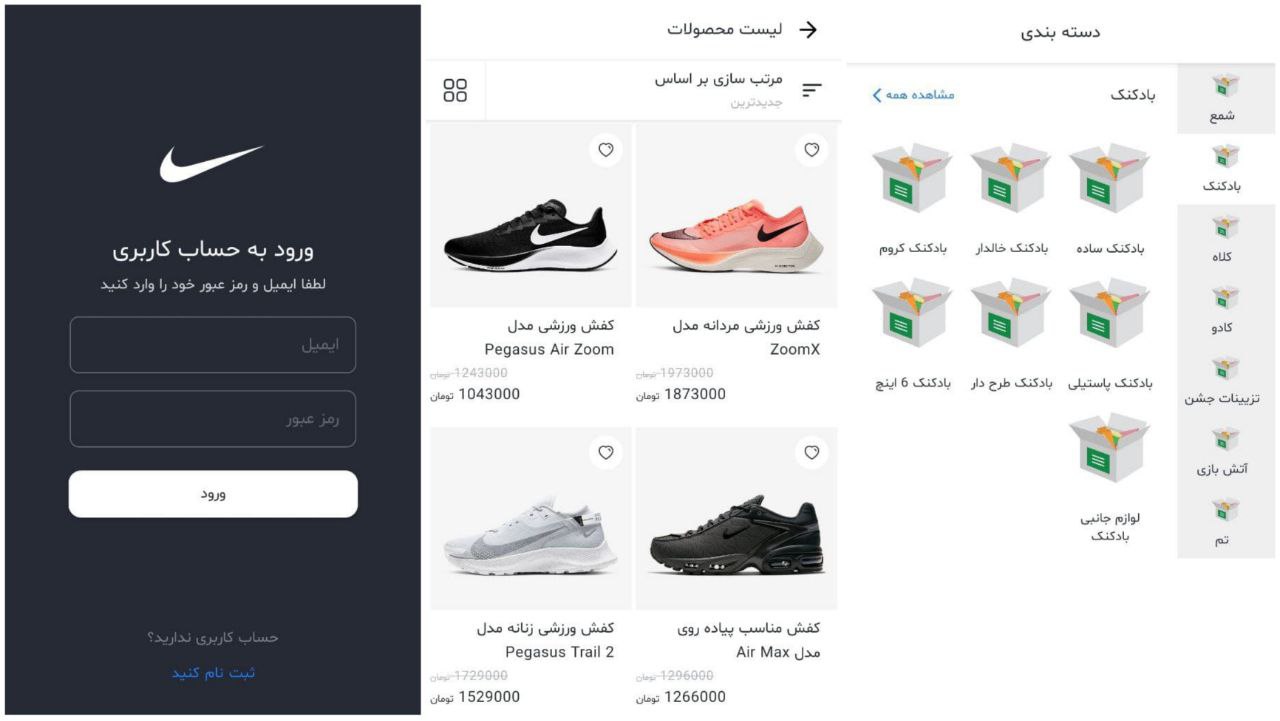 ورود به حساب کاربری
لطفا ایمیل و رمز عبور خود را وارد کنید
ایمیل
رمز عبور
ورود
حساب کاربری ندارید؟
ثبت نام کنید
لیست محصولات
مرتب سازی بر اساس
جدیدترین
کفش ورزشی مردانه مدل
ZoomX
1973000 تومان
1873000 تومان
کفش ورزشی مدل
Pegasus Air Zoom
1243000 تومان
1043000 تومان
کفش مناسب پیاده روی
مدل Air Max
1296000 تومان
1266000 تومان
کفش ورزشی زنانه مدل
Pegasus Trail 2
1729000 تومان
1529000 تومان
دسته بندی
شمع
بادکنک
کلاه
کادو
تزیینات جشن
آتش بازی
تم
بادکنک
مشاهده همه
بادکنک ساده
بادکنک خالدار
بادکنک کروم
بادکنک پاستیلی
بادکنک طرح دار
بادکنک 6 اینچ
لوازم جانبی
بادکنک